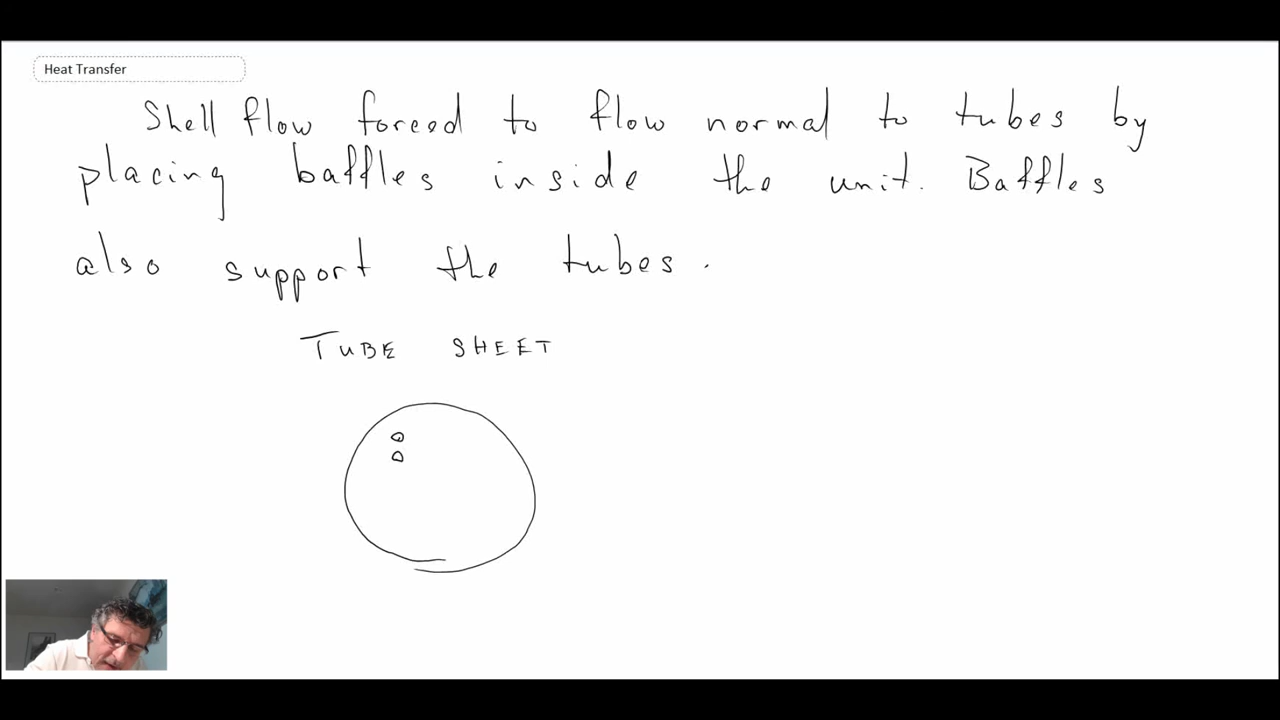 Heat Transfer
Shell flow forced to flow normal to tubes by
placing baffles inside the unit. Baffles
also support the tubes.
TUBE SHEET